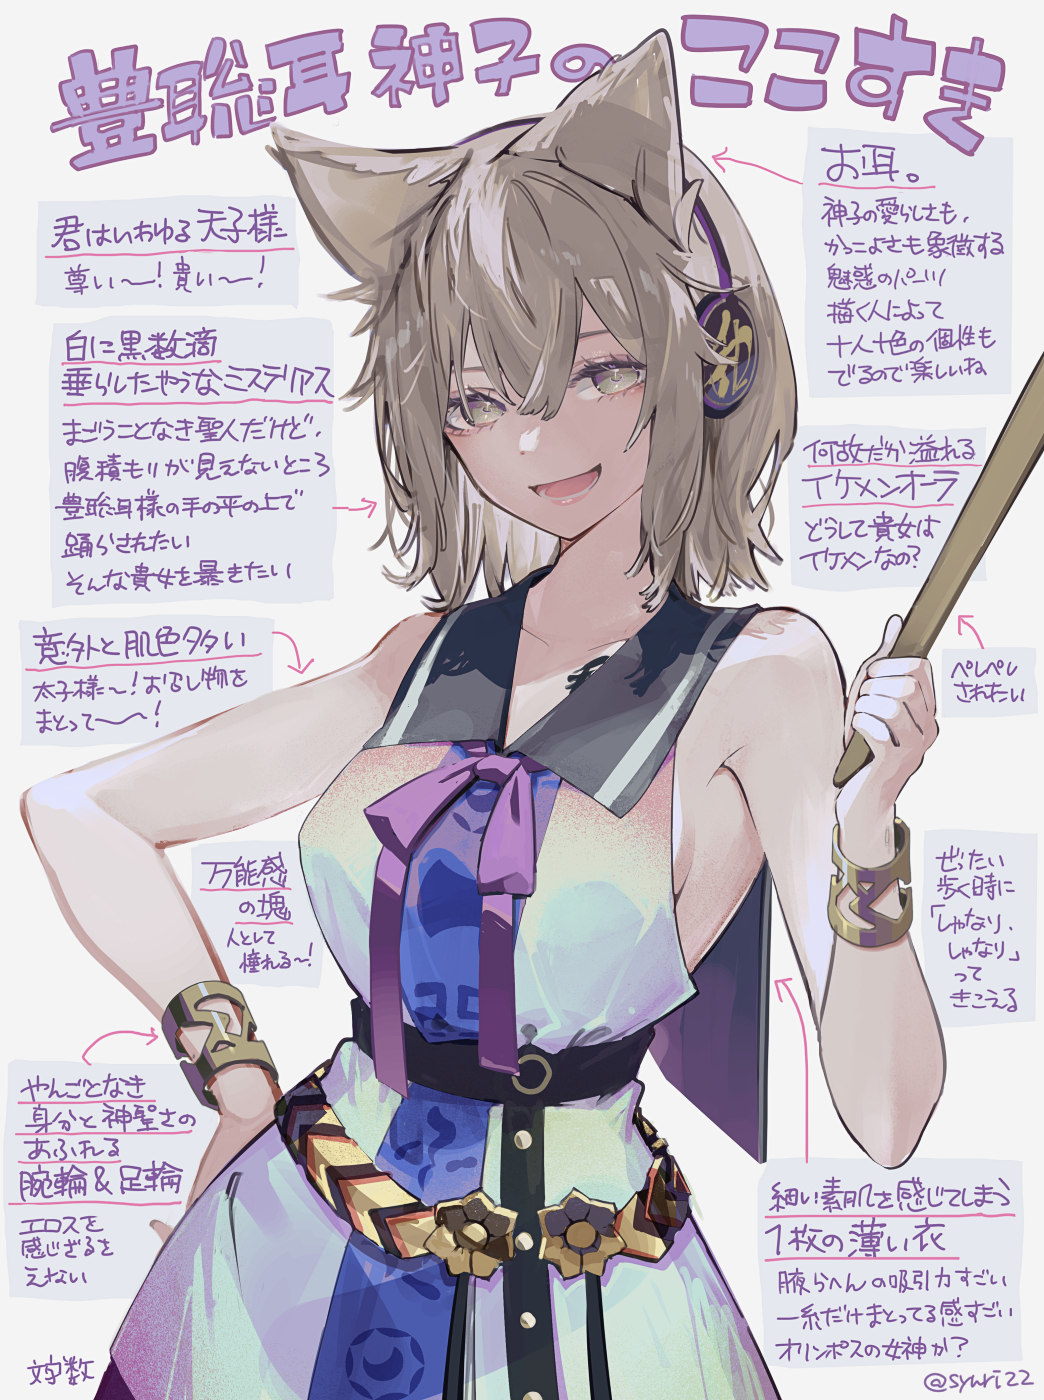 豊聡耳神子のここすき
君はいわゆる天子様
尊い〜!貴い〜!
白に黒数滴
垂らしたやうなミステリアス
まごうことなき聖人だけど、
腹積もりが見えないところ
豊聡耳様の手の平の上で
踊らされたい
そんな貴女を暴きたい
意外と肌色多い
太子様〜!お召し物を
まとって〜〜!
万能感
の塊
人として
憧れる〜!
やんごとなき
身分と神聖さの
あふれる
腕輪&足輪
エロスを
感じざるを
えない
文字数
お耳。
神子の愛らしさも、
かっこよさも象徴する
魅惑のパーツ
描く人によって
十人十色の個性も
でるので楽しいね
何故だか溢れる
イケメンオーラ
どうして貴女は
イケメンなの?
ペしペし
されたい
ぜったい
歩く時に
「しゃなり、
しゃなり」
って
きこえる
細い素肌を感じてしまう
1枚の薄い衣
腋らへんの吸引力すごい
一糸だけまとってる感すごい
オリンポスの女神か?
@syuri22